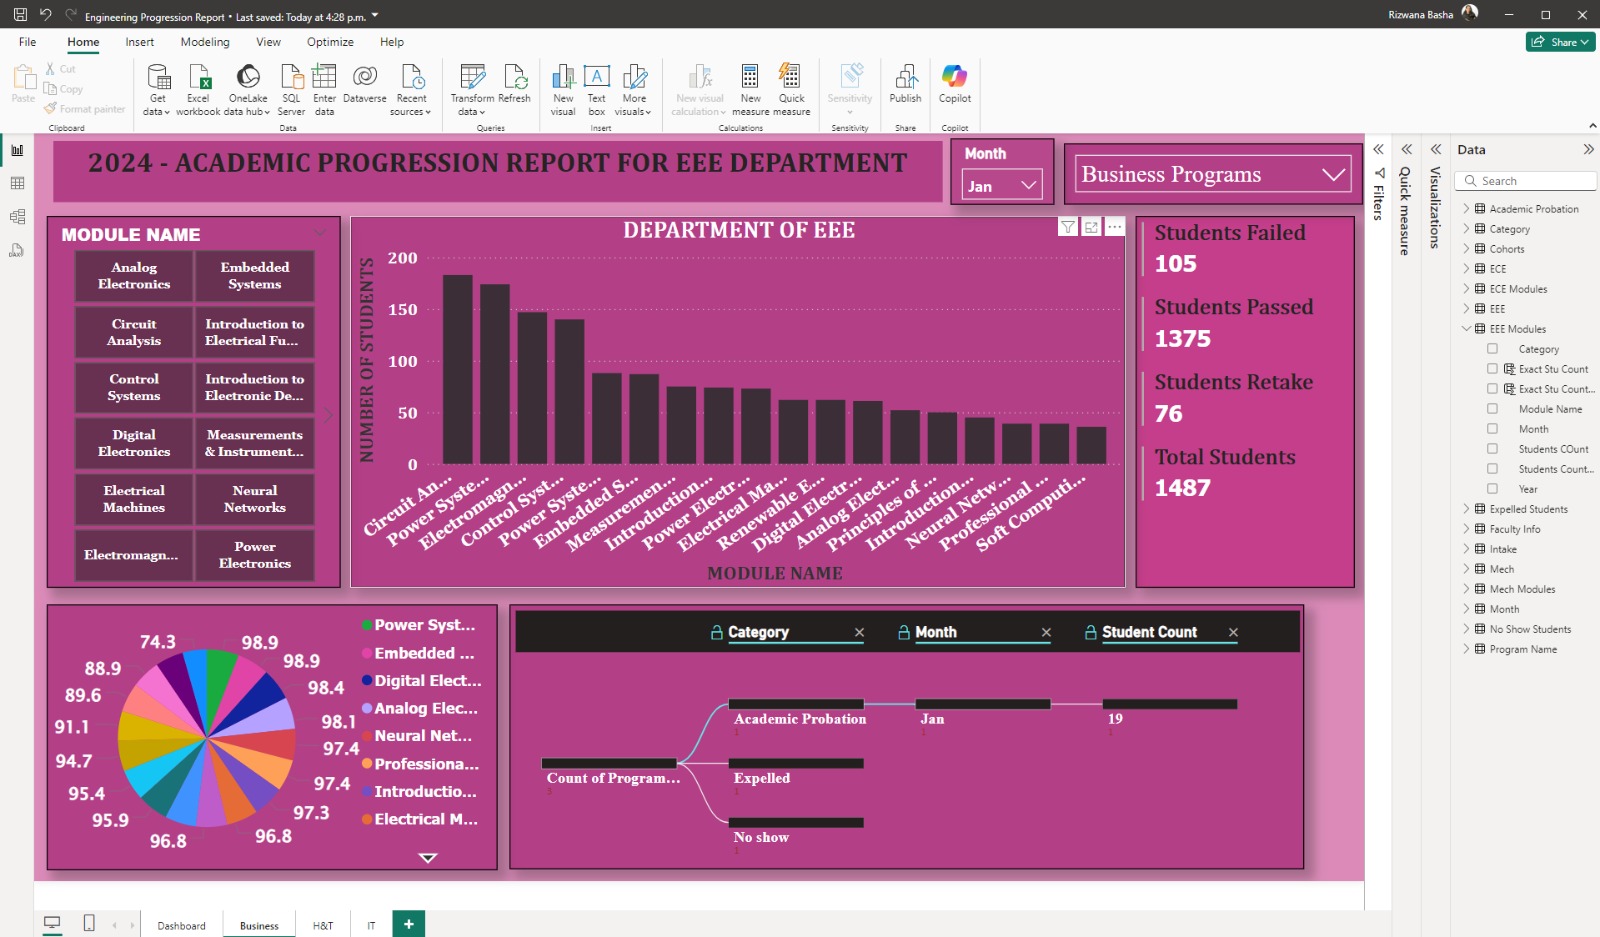 Engineering Progression Report • Last saved: Today at 4:28 p.m.
Rizwana Basha
File Home Insert Modeling View Optimize Help
Share
Paste
Cut
Copy
Format painter
Clipboard
Get data
Excel workbook
OneLake data hub
SQL Server
Enter data
Dataverse
Recent sources
Data
Transform data
Refresh
Queries
New visual
Text box
More visuals
Insert
New visual calculation
New measure
Quick measure
Calculations
Sensitivity
Sensitivity
Publish
Share
Copilot
Copilot
2024 - ACADEMIC PROGRESSION REPORT FOR EEE DEPARTMENT
Month
Jan
Business Programs
MODULE NAME
Analog Electronics
Embedded Systems
Circuit Analysis
Introduction to Electrical Fu...
Control Systems
Introduction to Electronic De...
Digital Electronics
Measurements & Instrument...
Electrical Machines
Neural Networks
Electromagn...
Power Electronics
DEPARTMENT OF EEE
NUMBER OF STUDENTS
200
150
100
50
0
Circuit An...
Power Syste...
Electromagn...
Control Syst...
Power Syste...
Embedded S...
Measuremen...
Introduction...
Power Electr...
Electrical Ma...
Renewable E...
Digital Electr...
Analog Elect...
Principles of ...
Introduction...
Neural Netw...
Professional ...
Soft Computi...
MODULE NAME
Students Failed
105
Students Passed
1375
Students Retake
76
Total Students
1487
74.3
88.9
89.6
91.1
94.7
95.4
95.9
96.8
98.9
98.9
98.4
98.1
97.4
97.4
97.3
96.8
Power Syst...
Embedded ...
Digital Elect...
Analog Elec...
Neural Net...
Professiona...
Introductio...
Electrical M...
Category
Month
Student Count
Count of Program...
3
Academic Probation
1
Expelled
1
No show
1
Jan
1
19
1
Filters
Quick measure
Visualizations
Data
Search
Academic Probation
Category
Cohorts
ECE
ECE Modules
EEE
EEE Modules
Category
Exact Stu Count
Exact Stu Count...
Module Name
Month
Students COunt
Students Count...
Year
Expelled Students
Faculty Info
Intake
Mech
Mech Modules
Month
No Show Students
Program Name
Dashboard
Business
H&T
IT